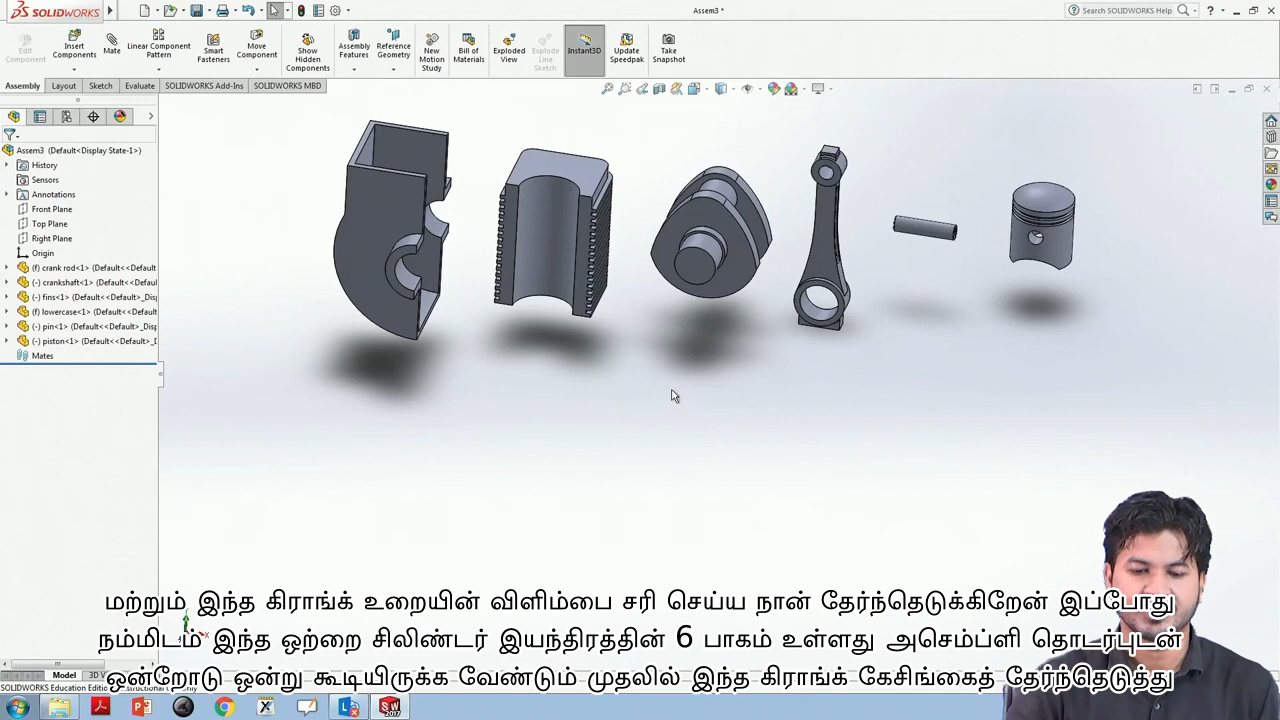 SOLIDWORKS
Assem3 *
Search SOLIDWORKS Help
Edit Component
Insert Components
Mate
Linear Component Pattern
Smart Fasteners
Move Component
Show Hidden Components
Assembly Features
Reference Geometry
New Motion Study
Bill of Materials
Exploded View
Explode Line Sketch
Instant3D
Update Speedpak
Take Snapshot
Assembly Layout Sketch Evaluate SOLIDWORKS Add-Ins SOLIDWORKS MBD
Assem3 (Default<Display State-1>)
History
Sensors
Annotations
Front Plane
Top Plane
Right Plane
Origin
(f) crank rod<1> (Default<<Default
(-) crankshaft<1> (Default<<Defau
(-) fins<1> (Default<<Default>_Disp
(f) lowercase<1> (Default<<Default
(-) pin<1> (Default<<Default>_Disp
(-) piston<1> (Default<<Default>_D
Mates
மற்றும் இந்த கிராங்க் உறையின் விளிம்பை சரி செய்ய நான் தேர்ந்தெடுக்கிறேன் இப்போது
நம்மிடம் இந்த ஒற்றை சிலிண்டர் இயந்திரத்தின் 6 பாகம் உள்ளது அசெம்ப்ளி தொடர்புடன்
ஒன்றோடு ஒன்று கூடியிருக்க வேண்டும் முதலில் இந்த கிராங்க் கேசிங்கைத் தேர்ந்தெடுத்து
Model
SOLIDWORKS Education Edition